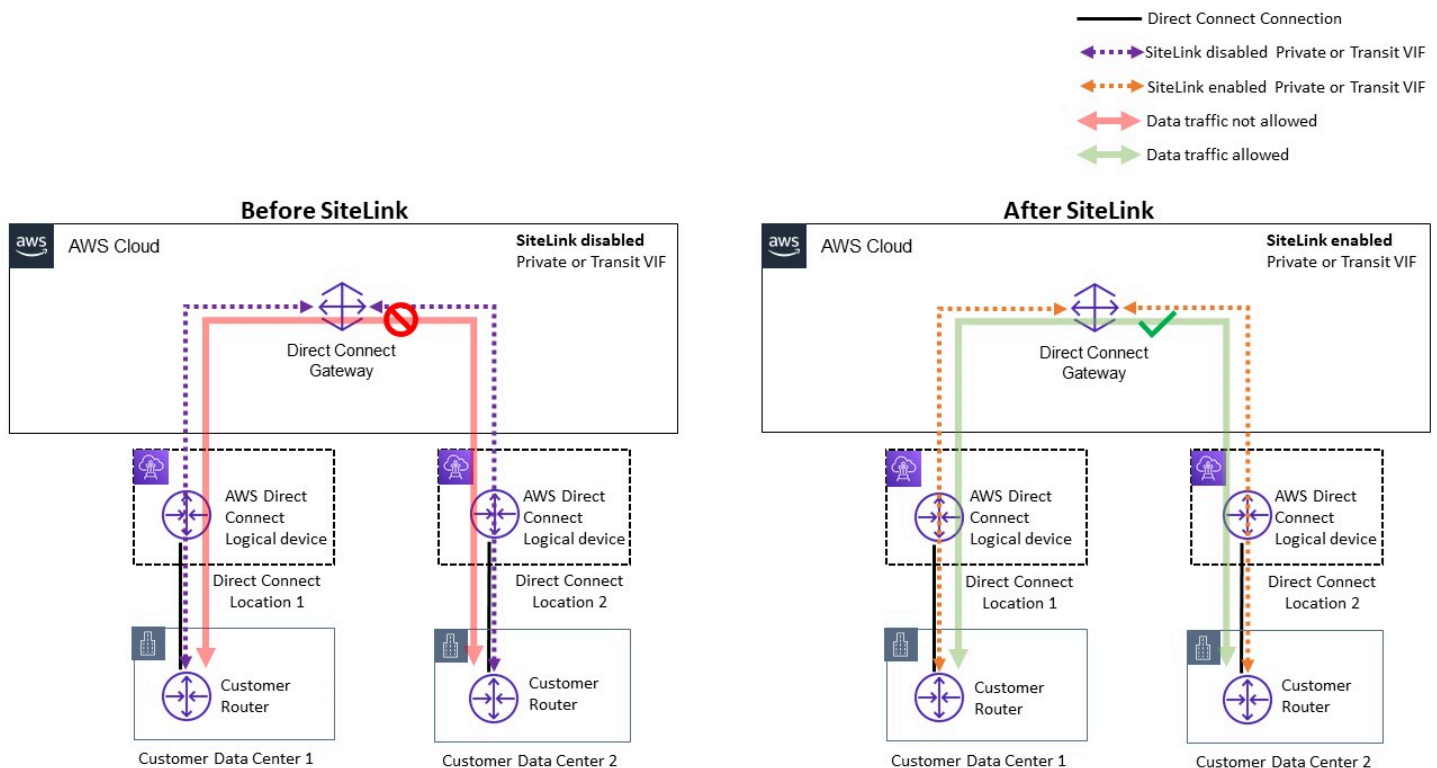 Direct Connect Connection
SiteLink disabled Private or Transit VIF
SiteLink enabled Private or Transit VIF
Data traffic not allowed
Data traffic allowed
Before SiteLink
aws
AWS Cloud
SiteLink disabled
Private or Transit VIF
Direct Connect
Gateway
AWS Direct
Connect
Logical device
Direct Connect
Location 1
Customer
Router
Customer Data Center 1
AWS Direct
Connect
Logical device
Direct Connect
Location 2
Customer
Router
Customer Data Center 2
After SiteLink
aws
AWS Cloud
SiteLink enabled
Private or Transit VIF
Direct Connect
Gateway
AWS Direct
Connect
Logical device
Direct Connect
Location 1
Customer
Router
Customer Data Center 1
AWS Direct
Connect
Logical device
Direct Connect
Location 2
Customer
Router
Customer Data Center 2